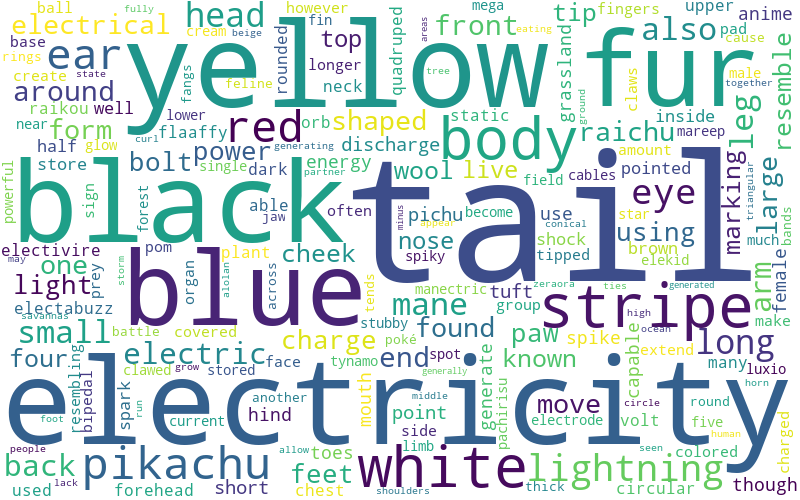 ball electrical head however fin mega front tip fingers upper anime
fully cream beige areas eating pad cause
base ear yellow fur
rings state feline rounded top quadruped also grassland male together
create fangs longer tree claws
around neck ground resemble
raikou well lower orb static inside leg
near form flaaffy red shaped body raichu mareep
curl generating
half bolt power discharge amount
store single dark energy wool live field cables pointed marking large triangular
powerful sign forest able jaw partner minus often pichu become use star eye bands
black tail
pom spiky appear conical using much
electivire plant cheek nose shock brown female
may storm alolan across manectric tipped elekid arm
one prey organ tuft zeraora ties generated
light blue stripe make
electabuzz tends mane group high ocean
savannas battle stubby poké found paw spike long
small covered charge known capable extend
four electric tynamo end spot many luxio
resembling clawed grow stored face pachirisu circle horn
bipedal spark another mouth generate move round
run current middle point electrode volt five charged
electricity
foot generally side colored human
people allow limb seen
back pikachu toes white lightning though
lack hind feet
used forehead short chest shoulders thick circular